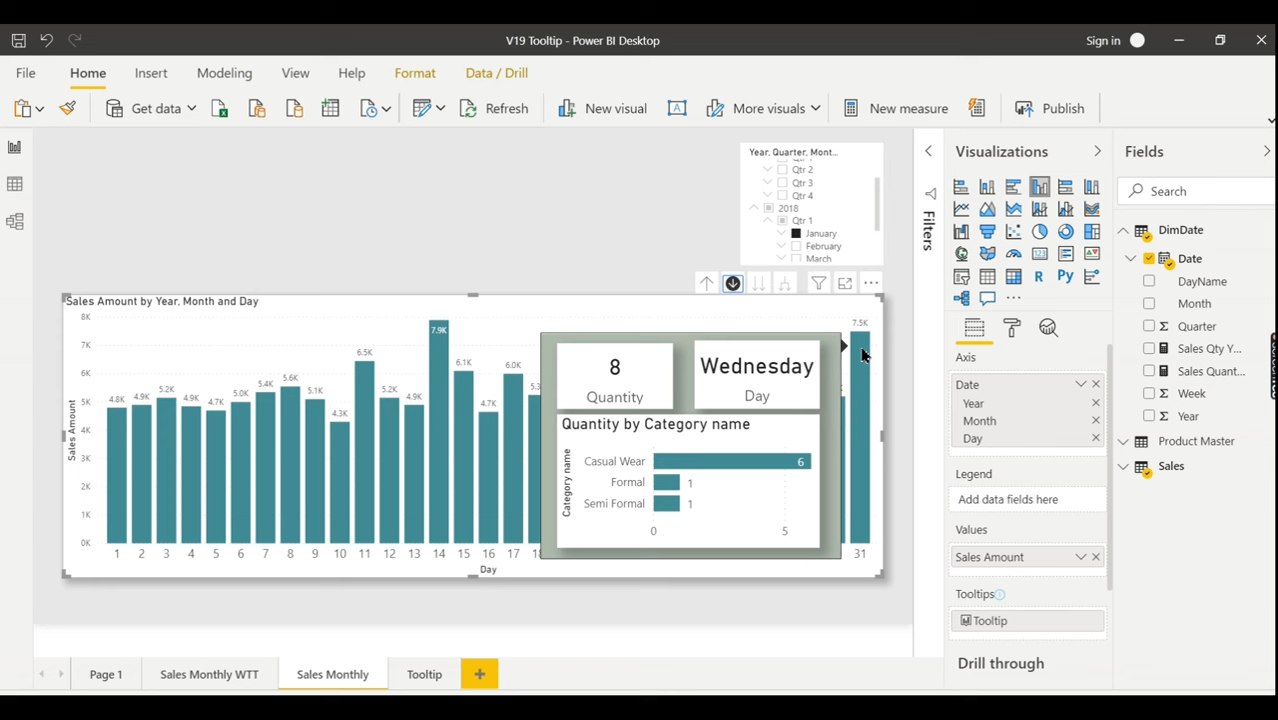 V19 Tooltip - Power BI Desktop
Sign in
File Home Insert Modeling View Help Format Data / Drill
Get data Refresh New visual More visuals New measure Publish
Year, Quarter, Mont...
Qtr 2
Qtr 3
Qtr 4
2018
Qtr 1
January
February
March
Sales Amount by Year, Month and Day
Sales Amount
8K
7K
6K
5K
4K
3K
2K
1K
0K
4.8K 4.9K 5.2K 4.9K 4.7K 5.0K 5.4K 5.6K 5.1K 4.3K 6.5K 5.2K 4.9K 7.9K 6.1K 4.7K 6.0K 7.5K
1 2 3 4 5 6 7 8 9 10 11 12 13 14 15 16 17 31
Day
8
Quantity
Wednesday
Day
Quantity by Category name
Category name
Casual Wear 6
Formal 1
Semi Formal 1
0 5
Filters
Visualizations
R Py
Axis
Date
Year
Month
Day
Legend
Add data fields here
Values
Sales Amount
Tooltips
Tooltip
Drill through
Fields
Search
DimDate
Date
DayName
Month
Quarter
Sales Qty Y...
Sales Quant...
Week
Year
Product Master
Sales
Page 1 Sales Monthly WTT Sales Monthly Tooltip